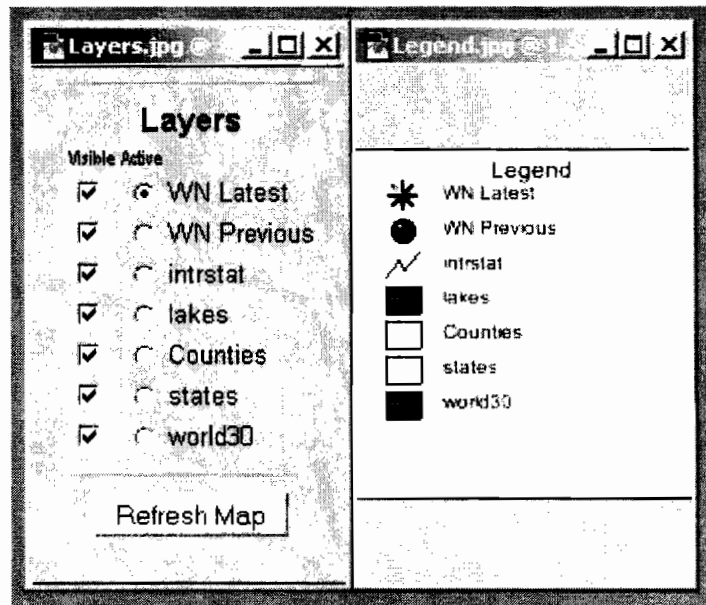 Layers.jpg @
Layers
Visible Active
WN Latest
WN Previous
intrstat
lakes
Counties
states
world30
Refresh Map
Legend.jpg @
Legend
WN Latest
WN Previous
intrstat
lakes
Counties
states
world30